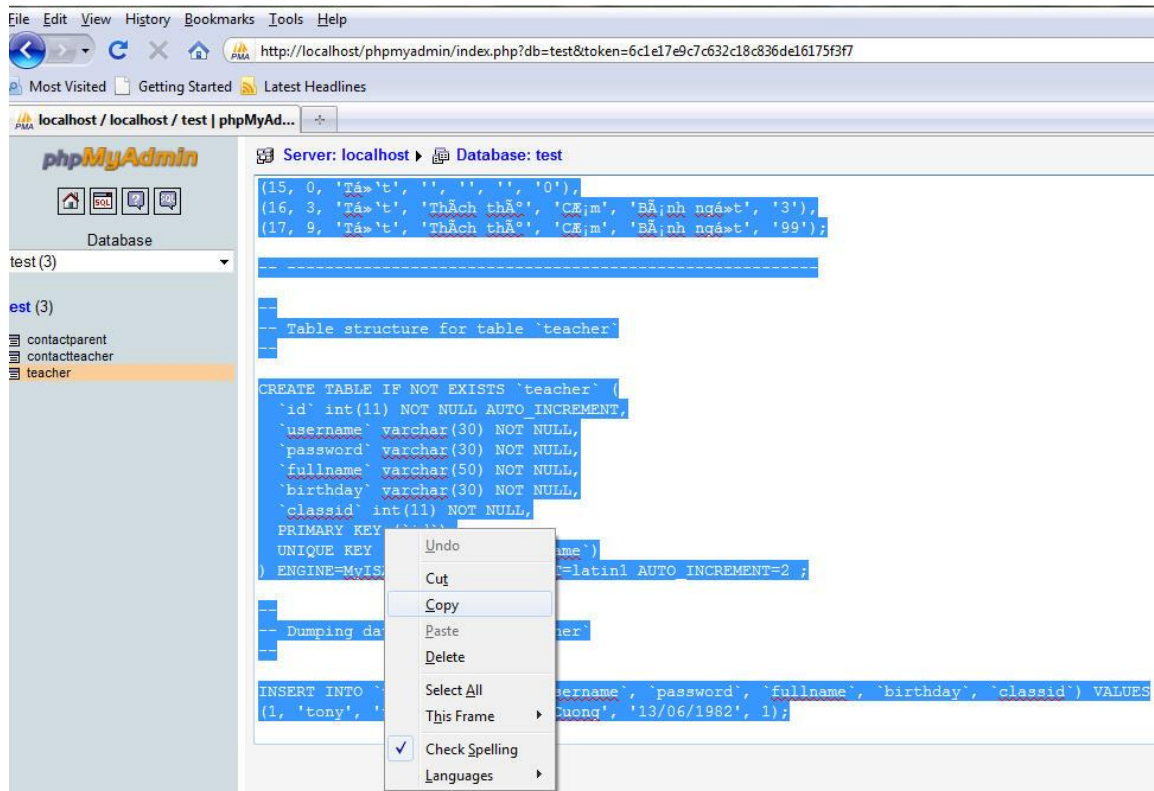 File Edit View History Bookmarks Tools Help
http://localhost/phpmyadmin/index.php?db=test&token=6c1e17e9c7c632c18c836de16175f3f7
Most Visited Getting Started Latest Headlines
localhost / localhost / test | phpMyAd...
phpMyAdmin
Server: localhost ▸ Database: test
Database
test (3)
est (3)
contactparent
contactteacher
teacher
(15, 0, 'Tá»'t', '', '', '', '0'),
(16, 3, 'Tá»'t', 'ThÃch thÃº', 'CÆ¡m', 'BÃ¡nh ngá»t', '3'),
(17, 9, 'Tá»'t', 'ThÃch thÃº', 'CÆ¡m', 'BÃ¡nh ngá»t', '99');
-- --------------------------------------------------------
--
-- Table structure for table `teacher`
--
CREATE TABLE IF NOT EXISTS `teacher` (
`id` int(11) NOT NULL AUTO_INCREMENT,
`username` varchar(30) NOT NULL,
`password` varchar(30) NOT NULL,
`fullname` varchar(50) NOT NULL,
`birthday` varchar(30) NOT NULL,
`classid` int(11) NOT NULL,
PRIMARY KEY
UNIQUE KEY ame`)
) ENGINE=MyISA T=latin1 AUTO_INCREMENT=2 ;
--
-- Dumping da her`
--
INSERT INTO ` sername`, `password`, `fullname`, `birthday`, `classid`) VALUES
(1, 'tony', ' Cuong', '13/06/1982', 1);
Undo
Cut
Copy
Paste
Delete
Select All
This Frame
Check Spelling
Languages